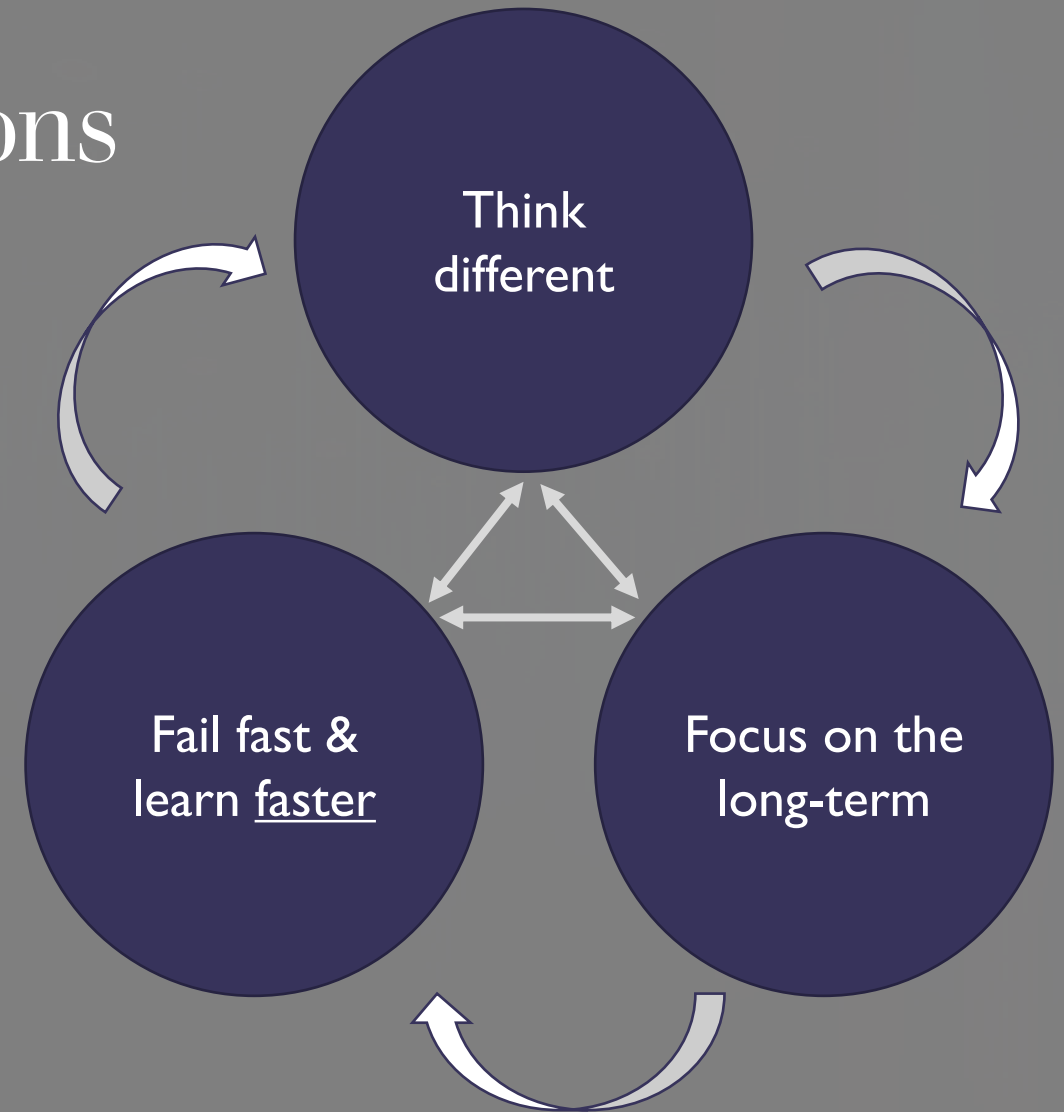 ons
Think
different
Fail fast &
learn faster
Focus on the
long-term